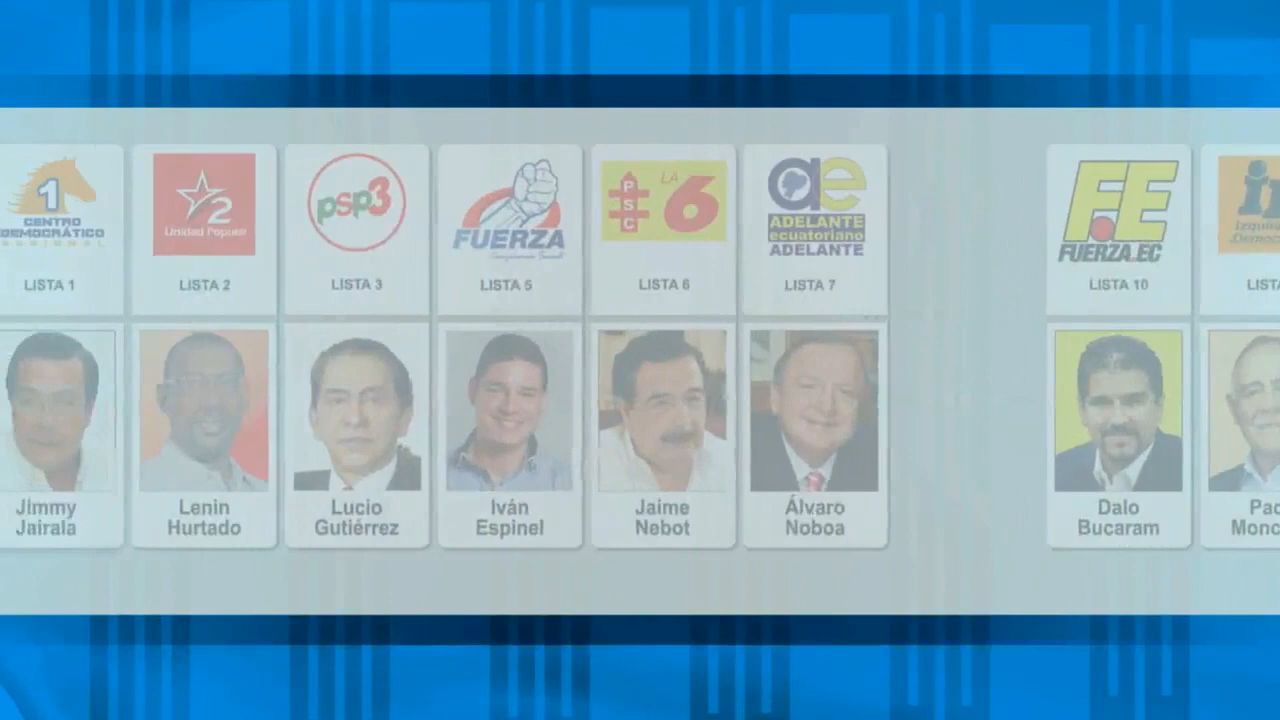 1
CENTRO
DEMOCRÁTICO
NACIONAL
LISTA 1
JImmy
Jairala
2
Unidad Popular
LISTA 2
Lenin
Hurtado
psp3
LISTA 3
Lucio
Gutiérrez
FUERZA
LISTA 5
Iván
Espinel
PSC
LA 6
LISTA 6
Jaime
Nebot
ae
ADELANTE
ecuatoriano
ADELANTE
LISTA 7
Álvaro
Noboa
FE
FUERZA.EC
LISTA 10
Dalo
Bucaram